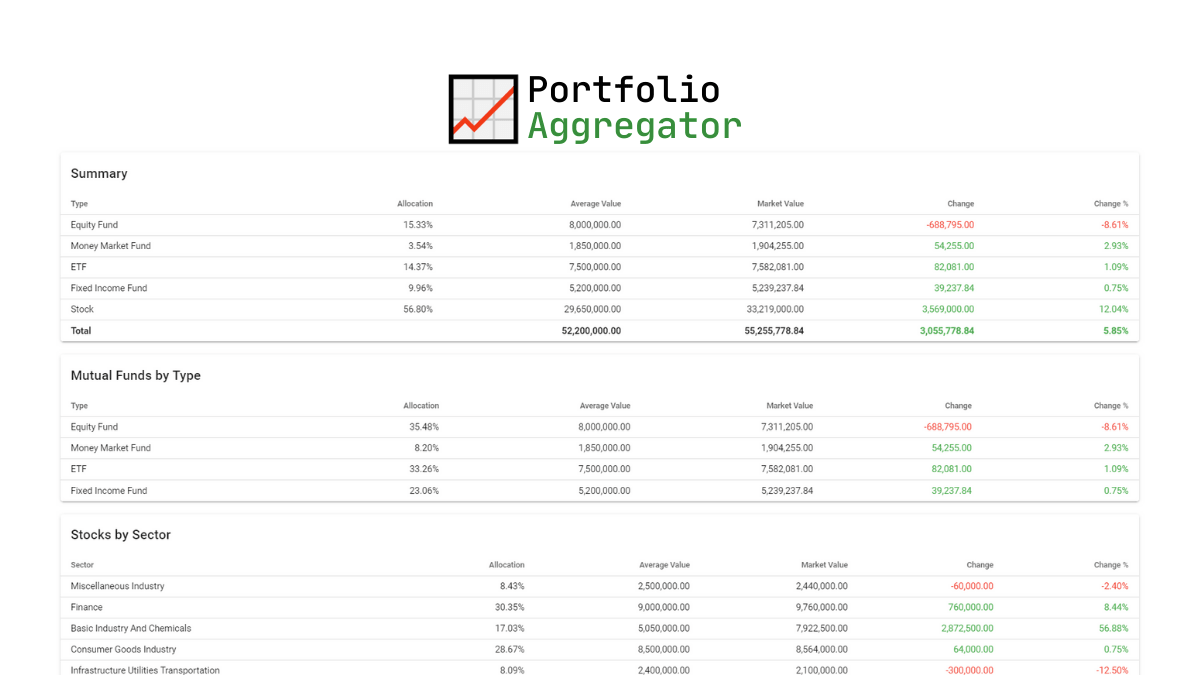 Portfolio
Aggregator
Summary
Type Allocation Average Value Market Value Change Change %
Equity Fund 15.33% 8,000,000.00 7,311,205.00 -688,795.00 -8.61%
Money Market Fund 3.54% 1,850,000.00 1,904,255.00 54,255.00 2.93%
ETF 14.37% 7,500,000.00 7,582,081.00 82,081.00 1.09%
Fixed Income Fund 9.96% 5,200,000.00 5,239,237.84 39,237.84 0.75%
Stock 56.80% 29,650,000.00 33,219,000.00 3,569,000.00 12.04%
Total 52,200,000.00 55,255,778.84 3,055,778.84 5.85%
Mutual Funds by Type
Type Allocation Average Value Market Value Change Change %
Equity Fund 35.48% 8,000,000.00 7,311,205.00 -688,795.00 -8.61%
Money Market Fund 8.20% 1,850,000.00 1,904,255.00 54,255.00 2.93%
ETF 33.26% 7,500,000.00 7,582,081.00 82,081.00 1.09%
Fixed Income Fund 23.06% 5,200,000.00 5,239,237.84 39,237.84 0.75%
Stocks by Sector
Sector Allocation Average Value Market Value Change Change %
Miscellaneous Industry 8.43% 2,500,000.00 2,440,000.00 -60,000.00 -2.40%
Finance 30.35% 9,000,000.00 9,760,000.00 760,000.00 8.44%
Basic Industry And Chemicals 17.03% 5,050,000.00 7,922,500.00 2,872,500.00 56.88%
Consumer Goods Industry 28.67% 8,500,000.00 8,564,000.00 64,000.00 0.75%
Infrastructure Utilities Transportation 8.09% 2,400,000.00 2,100,000.00 -300,000.00 -12.50%